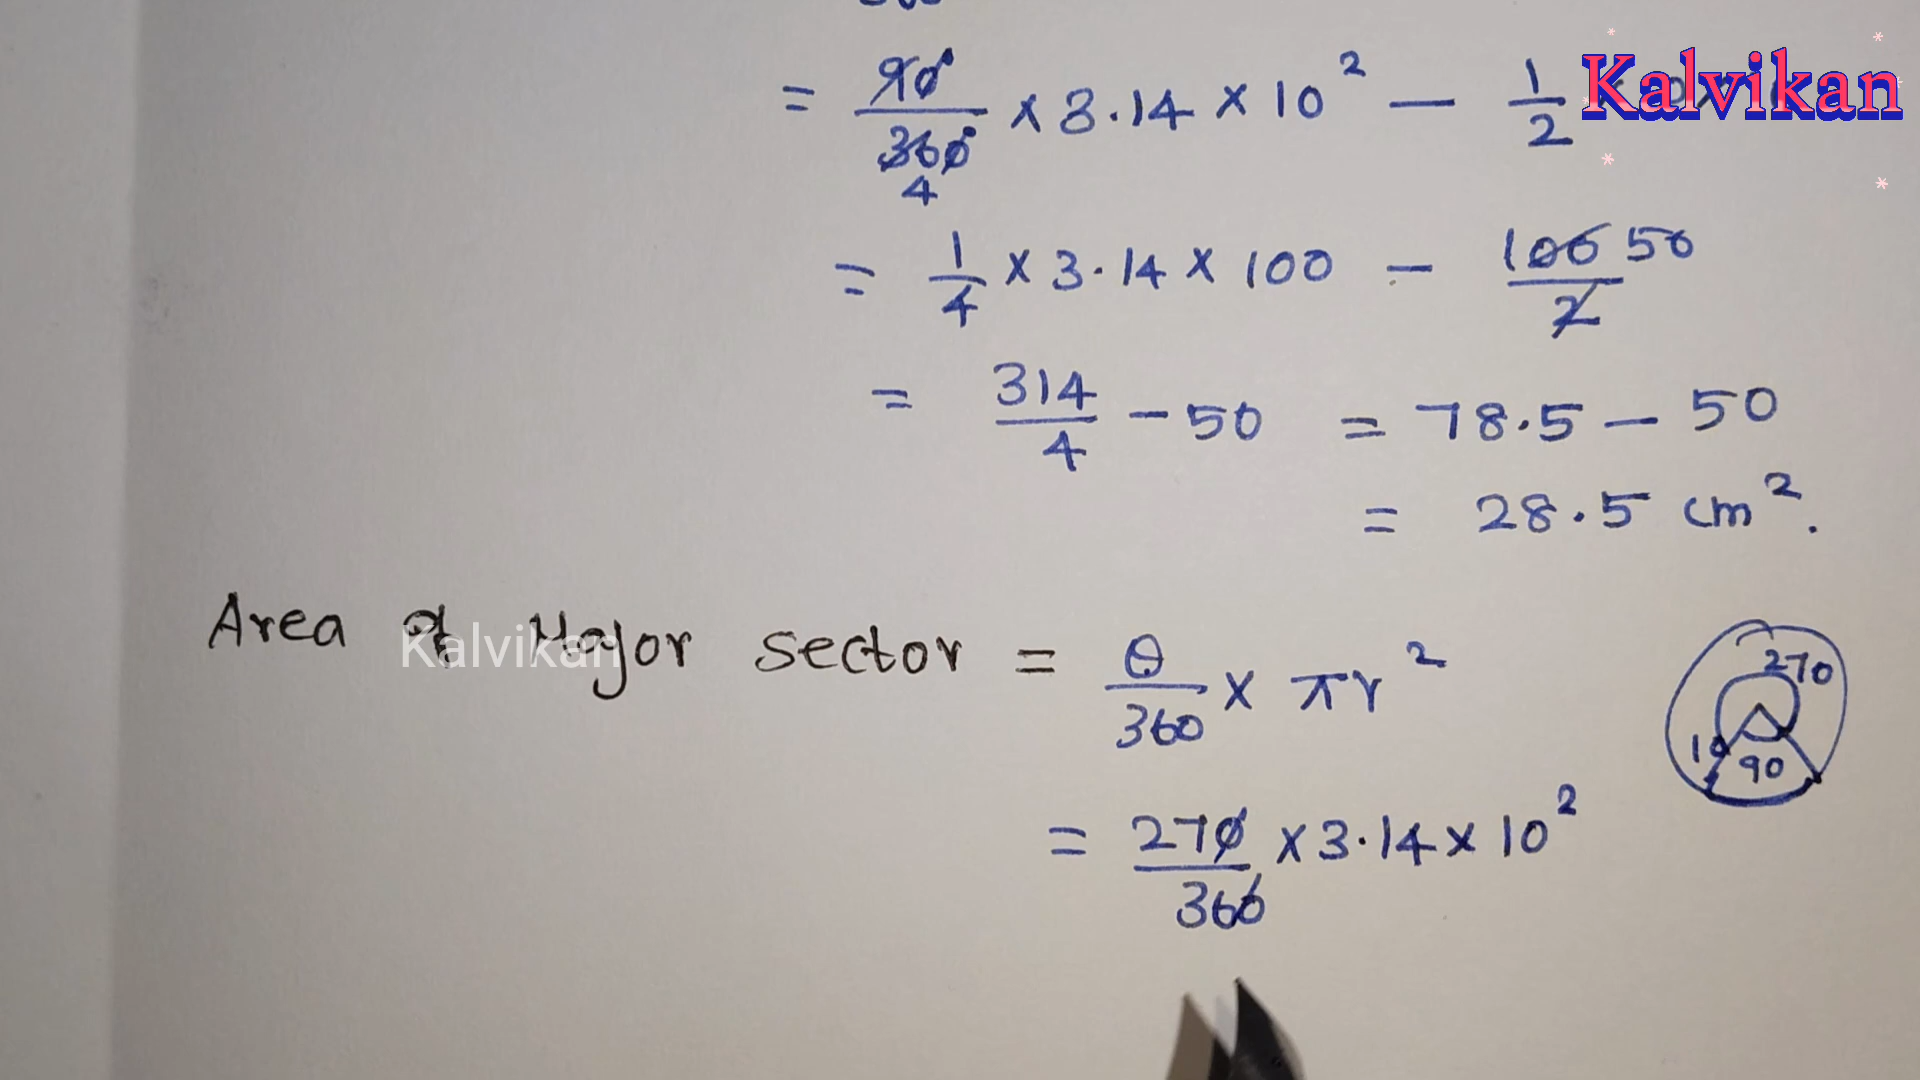 = 90/360 × 3.14 × 10² — 1/2
Kalvikan
4
= 1/4 × 3.14 × 100 — 100/2 50
= 314/4 – 50 = 78.5 – 50
= 28.5 cm².
Area of Major sector = θ/360 × πr²
Kalvikan
270
10
90
= 270/360 × 3.14 × 10²